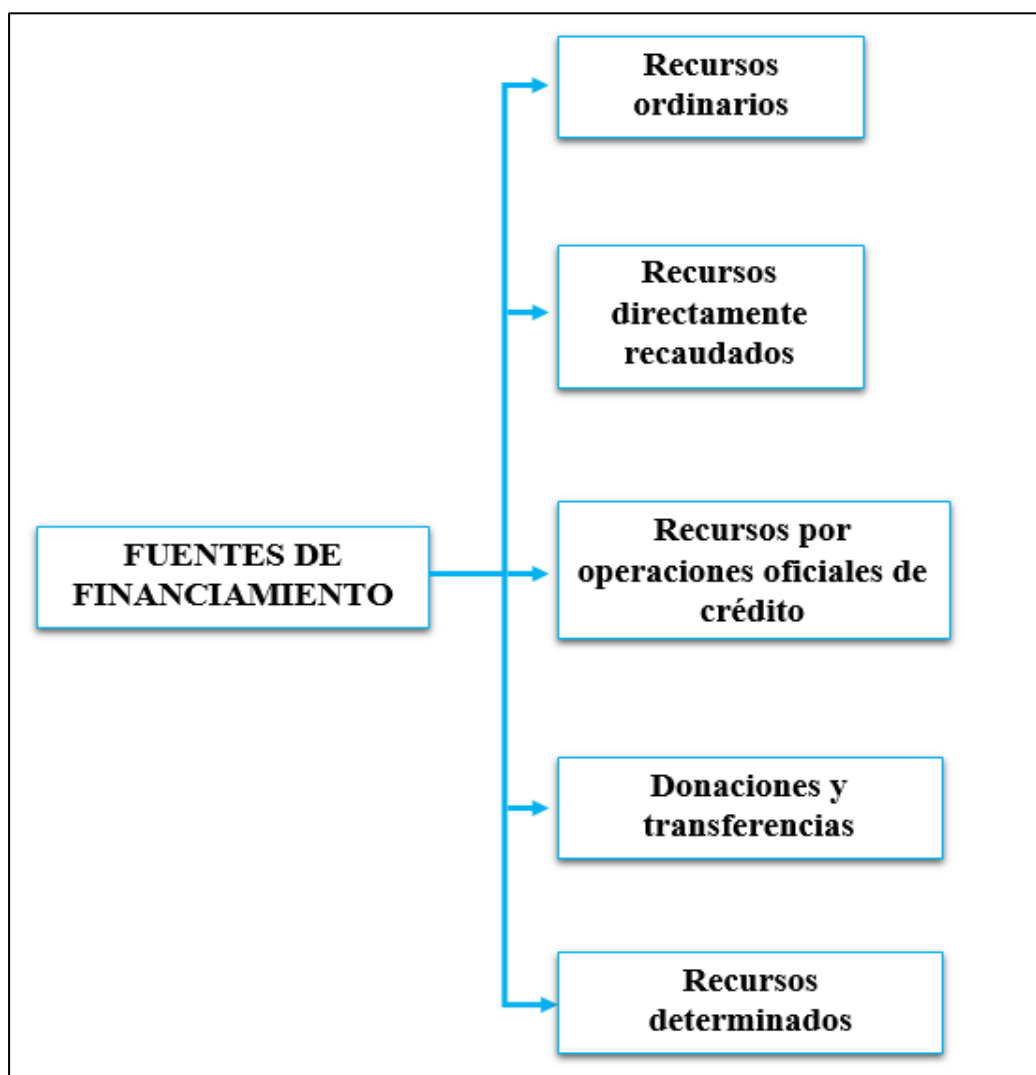 Recursos
ordinarios
Recursos
directamente
recaudados
FUENTES DE
FINANCIAMIENTO
Recursos por
operaciones oficiales de
crédito
Donaciones y
transferencias
Recursos
determinados